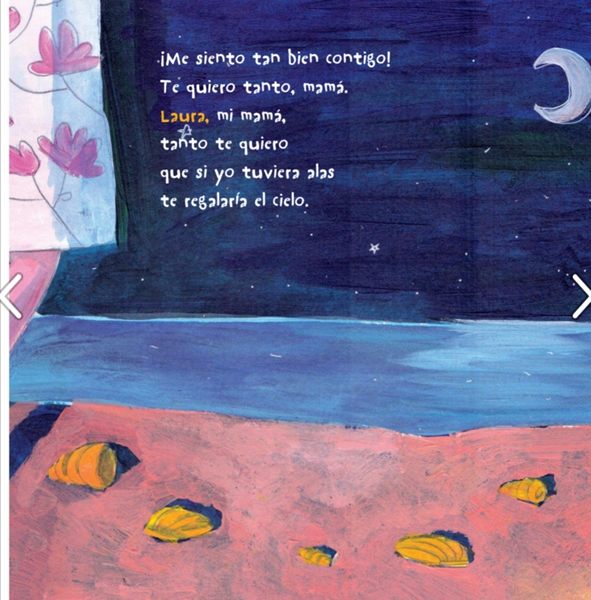 ¡Me siento tan bien contigo!
Te quiero tanto, mamá.
Laura, mi mamá,
tanto te quiero
que si yo tuviera alas
te regalaría el cielo.